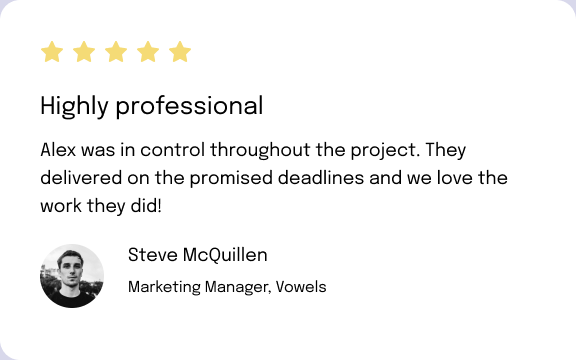 Highly professional
Alex was in control throughout the project. They
delivered on the promised deadlines and we love the
work they did!
Steve McQuillen
Marketing Manager, Vowels